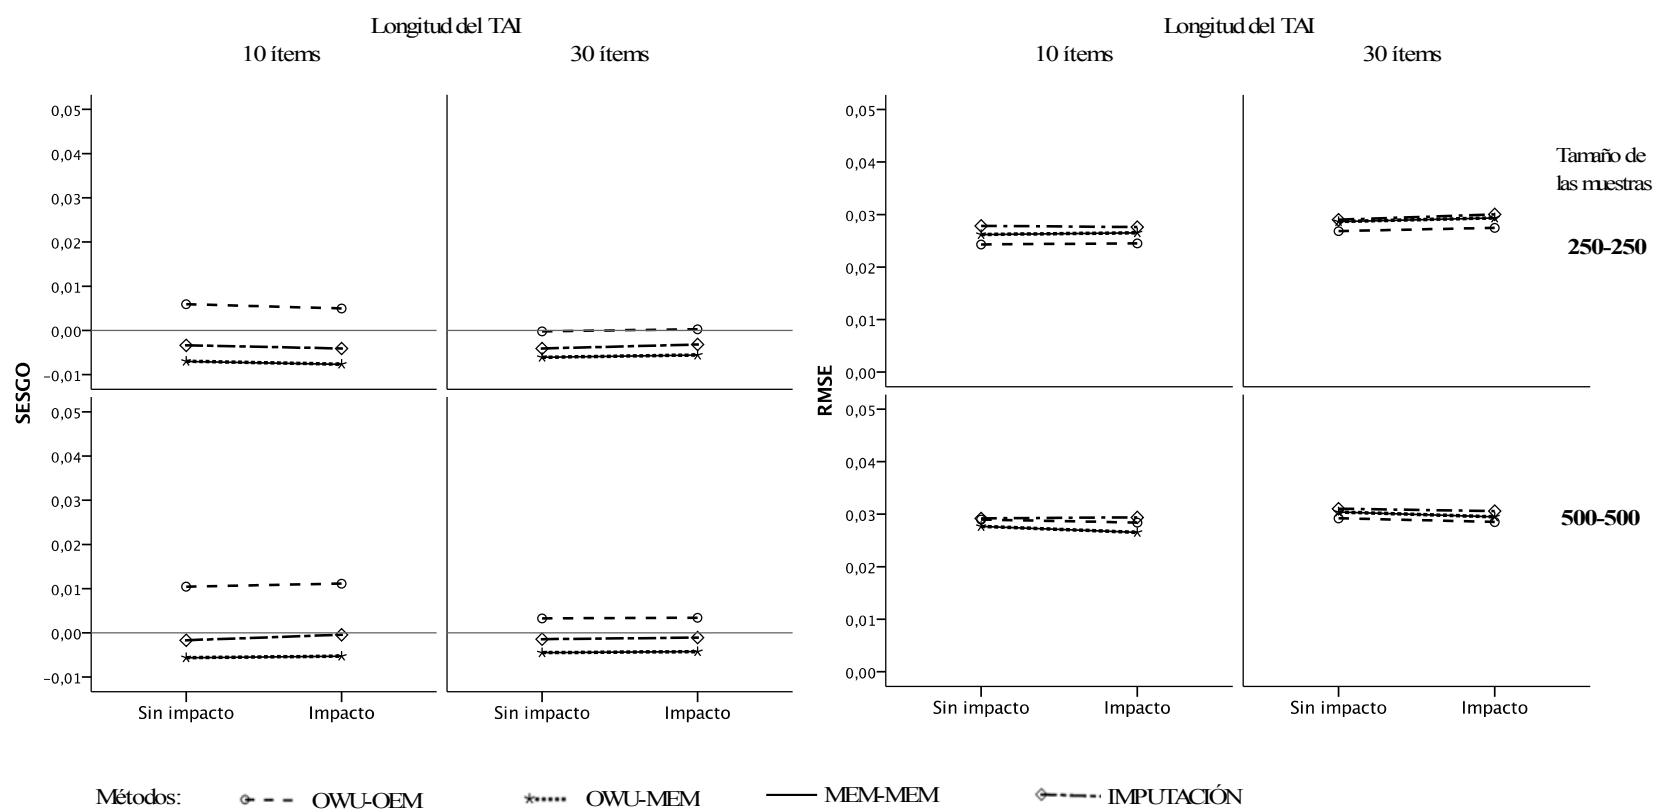 Longitud del TAI
10 ítems 30 ítems
SESGO
0,05
0,04
0,03
0,02
0,01
0,00
-0,01
0,05
0,04
0,03
0,02
0,01
0,00
-0,01
Sin impacto Impacto Sin impacto Impacto
Longitud del TAI
10 ítems 30 ítems
RMSE
0,05
0,04
0,03
0,02
0,01
0,00
0,05
0,04
0,03
0,02
0,01
0,00
Sin impacto Impacto Sin impacto Impacto
Tamaño de
las muestras
250-250
500-500
Métodos: OWU-OEM OWU-MEM MEM-MEM IMPUTACIÓN